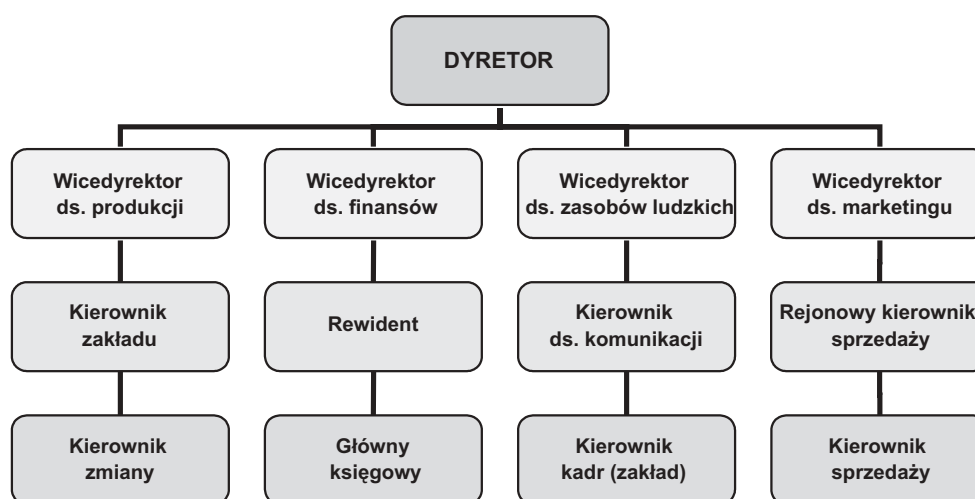 DYRETOR
Wicedyrektor
ds. produkcji
Wicedyrektor
ds. finansów
Wicedyrektor
ds. zasobów ludzkich
Wicedyrektor
ds. marketingu
Kierownik
zakładu
Rewident
Kierownik
ds. komunikacji
Rejonowy kierownik
sprzedaży
Kierownik
zmiany
Główny
księgowy
Kierownik
kadr (zakład)
Kierownik
sprzedaży